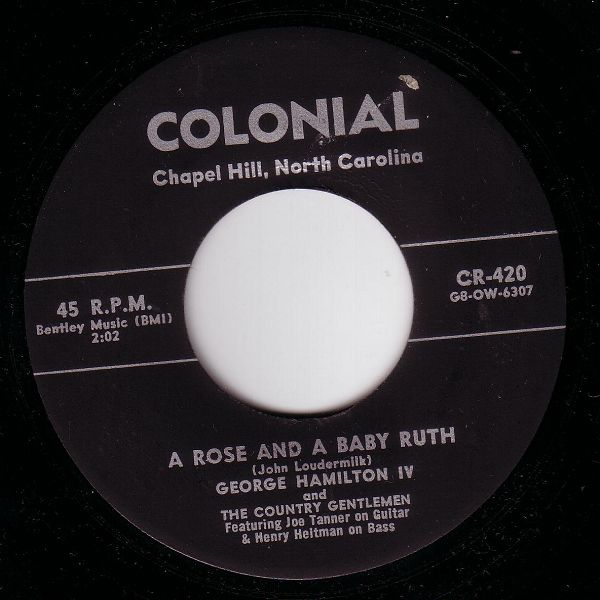 COLONIAL
Chapel Hill, North Carolina
45 R.P.M.
Bentley Music (BMI)
2:02
CR-420
G8-OW-6307
A ROSE AND A BABY RUTH
(John Loudermilk)
GEORGE HAMILTON IV
and
THE COUNTRY GENTLEMEN
Featuring Joe Tanner on Guitar
& Henry Heitman on Bass